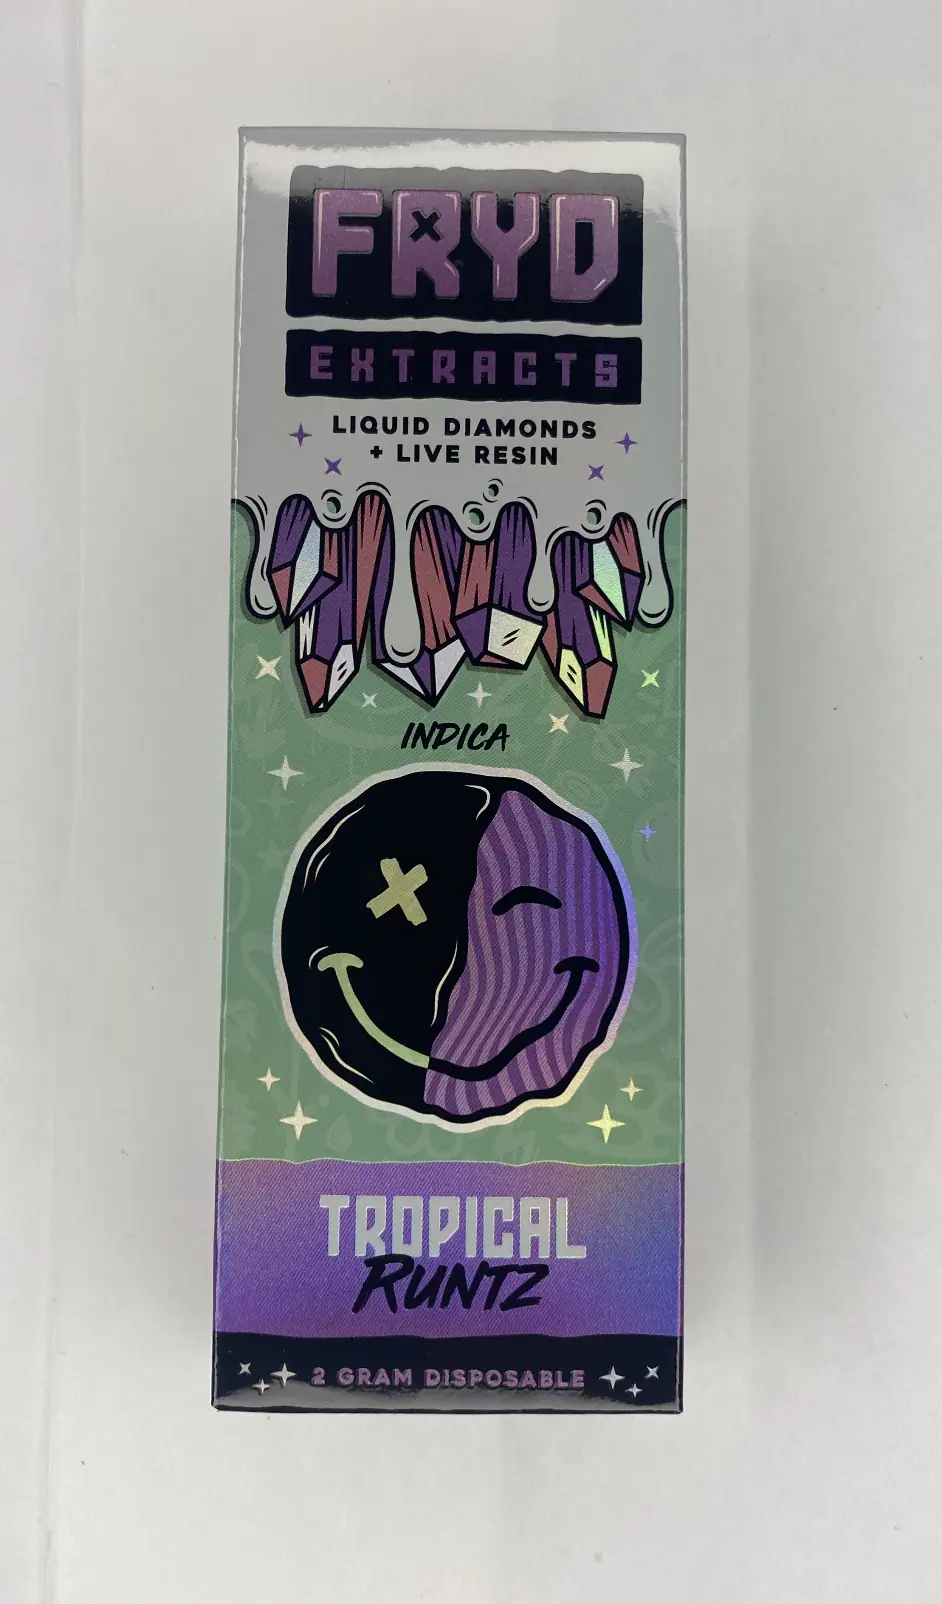 FRYD
EXTRACTS
LIQUID DIAMONDS
+ LIVE RESIN
INDICA
TROPICAL
RUNTZ
2 GRAM DISPOSABLE